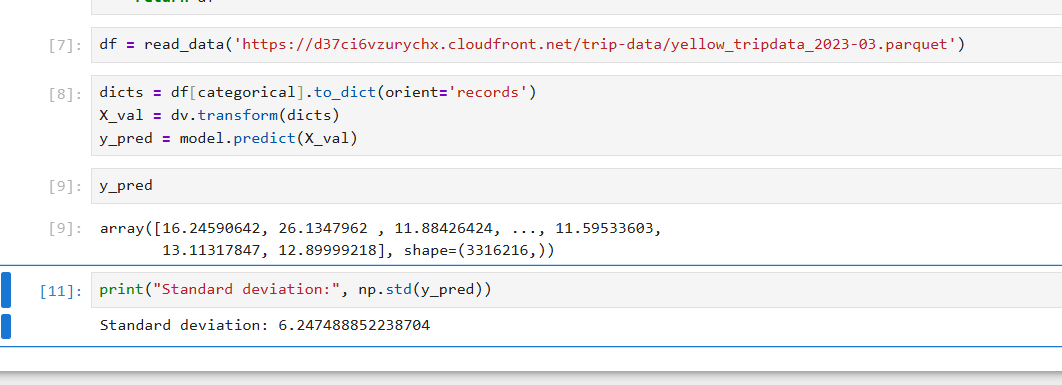 return df
[7]: df = read_data('https://d37ci6vzurychx.cloudfront.net/trip-data/yellow_tripdata_2023-03.parquet')
[8]: dicts = df[categorical].to_dict(orient='records')
X_val = dv.transform(dicts)
y_pred = model.predict(X_val)
[9]: y_pred
[9]: array([16.24590642, 26.1347962 , 11.88426424, ..., 11.59533603,
13.11317847, 12.89999218], shape=(3316216,))
[11]: print("Standard deviation:", np.std(y_pred))
Standard deviation: 6.247488852238704